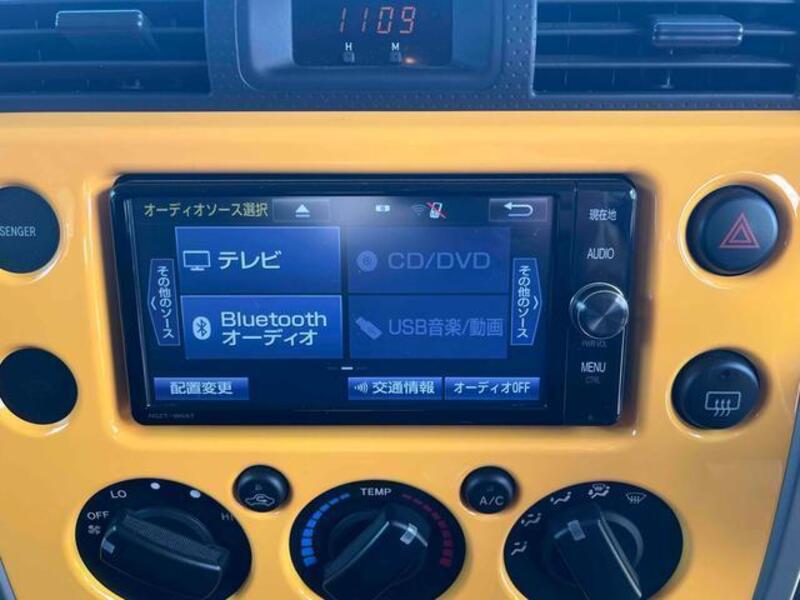 1109
H M
オーディオソース選択
現在地
テレビ
CD/DVD
AUDIO
その他のソース
その他のソース
Bluetooth
オーディオ
USB音楽/動画
PWR VOL
MENU
配置変更
交通情報
オーディオOFF
SENGER
LO
OFF
HI
TEMP
A/C